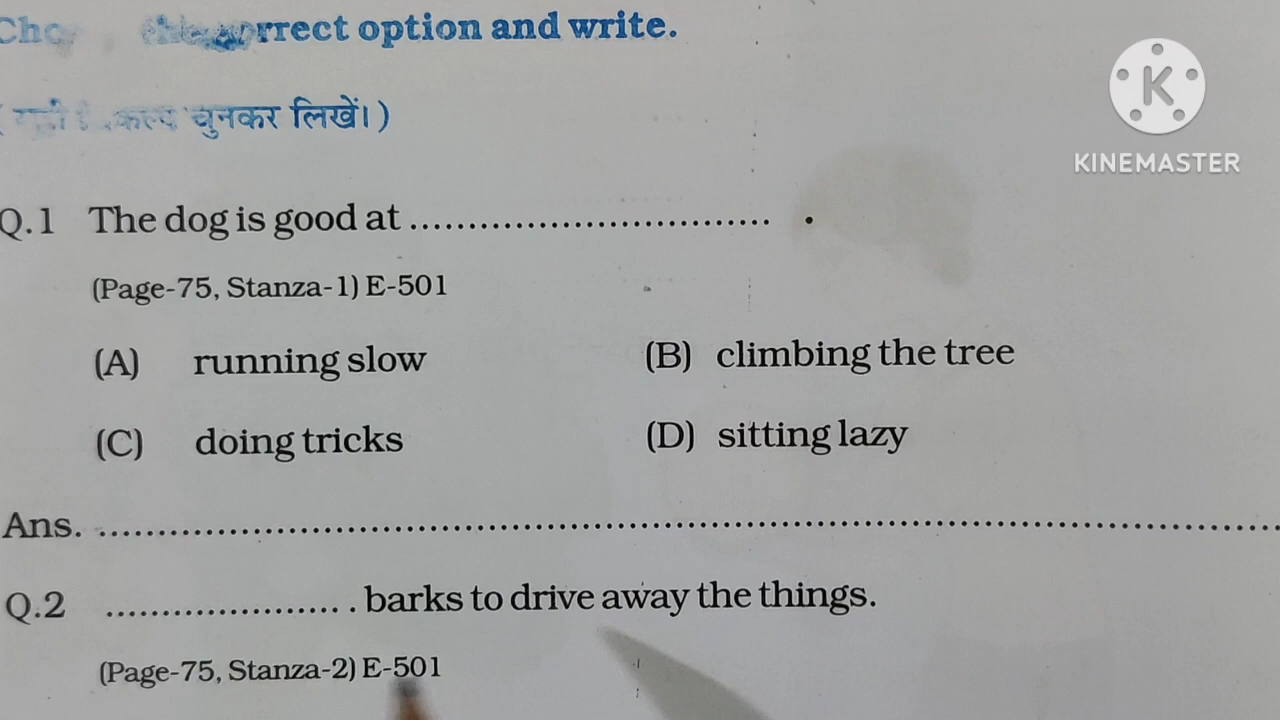 correct option and write.
चुनकर लिखें।)
KINEMASTER
Q.1 The dog is good at ............................... .
(Page-75, Stanza-1) E-501
(A) running slow (B) climbing the tree
(C) doing tricks (D) sitting lazy
Ans. ....................................................................................................
Q.2 ..................... barks to drive away the things.
(Page-75, Stanza-2) E-501